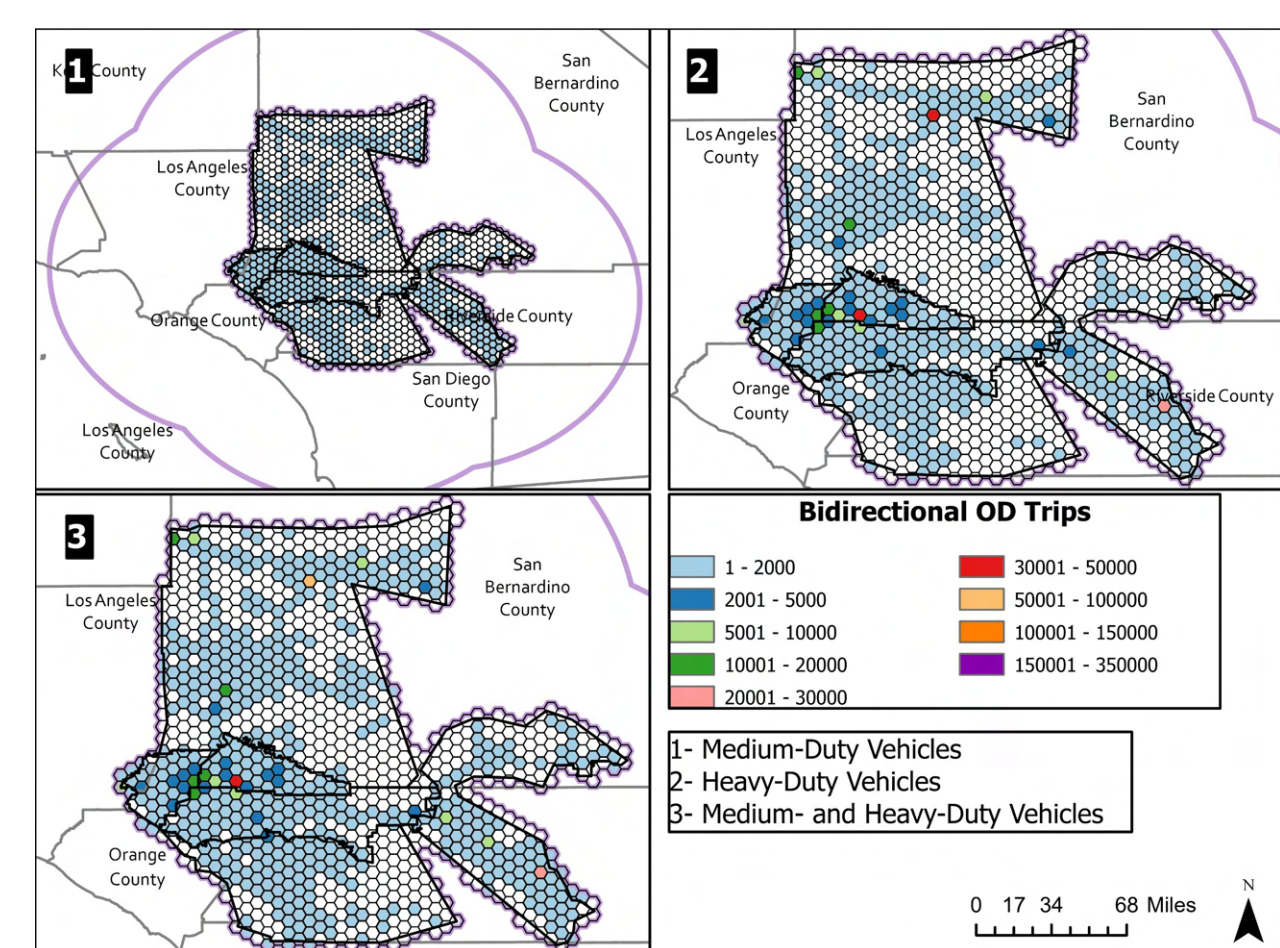 1
K County
San
Bernardino
County
Los Angeles
County
Orange County
Riverside County
San Diego
County
Los Angeles
County
2
Los Angeles
County
San
Bernardino
County
Orange
County
Riverside County
3
Los Angeles
County
San
Bernardino
County
Orange
County
Bidirectional OD Trips
1 - 2000
2001 - 5000
5001 - 10000
10001 - 20000
20001 - 30000
30001 - 50000
50001 - 100000
100001 - 150000
150001 - 350000
1- Medium-Duty Vehicles
2- Heavy-Duty Vehicles
3- Medium- and Heavy-Duty Vehicles
0 17 34 68 Miles
N